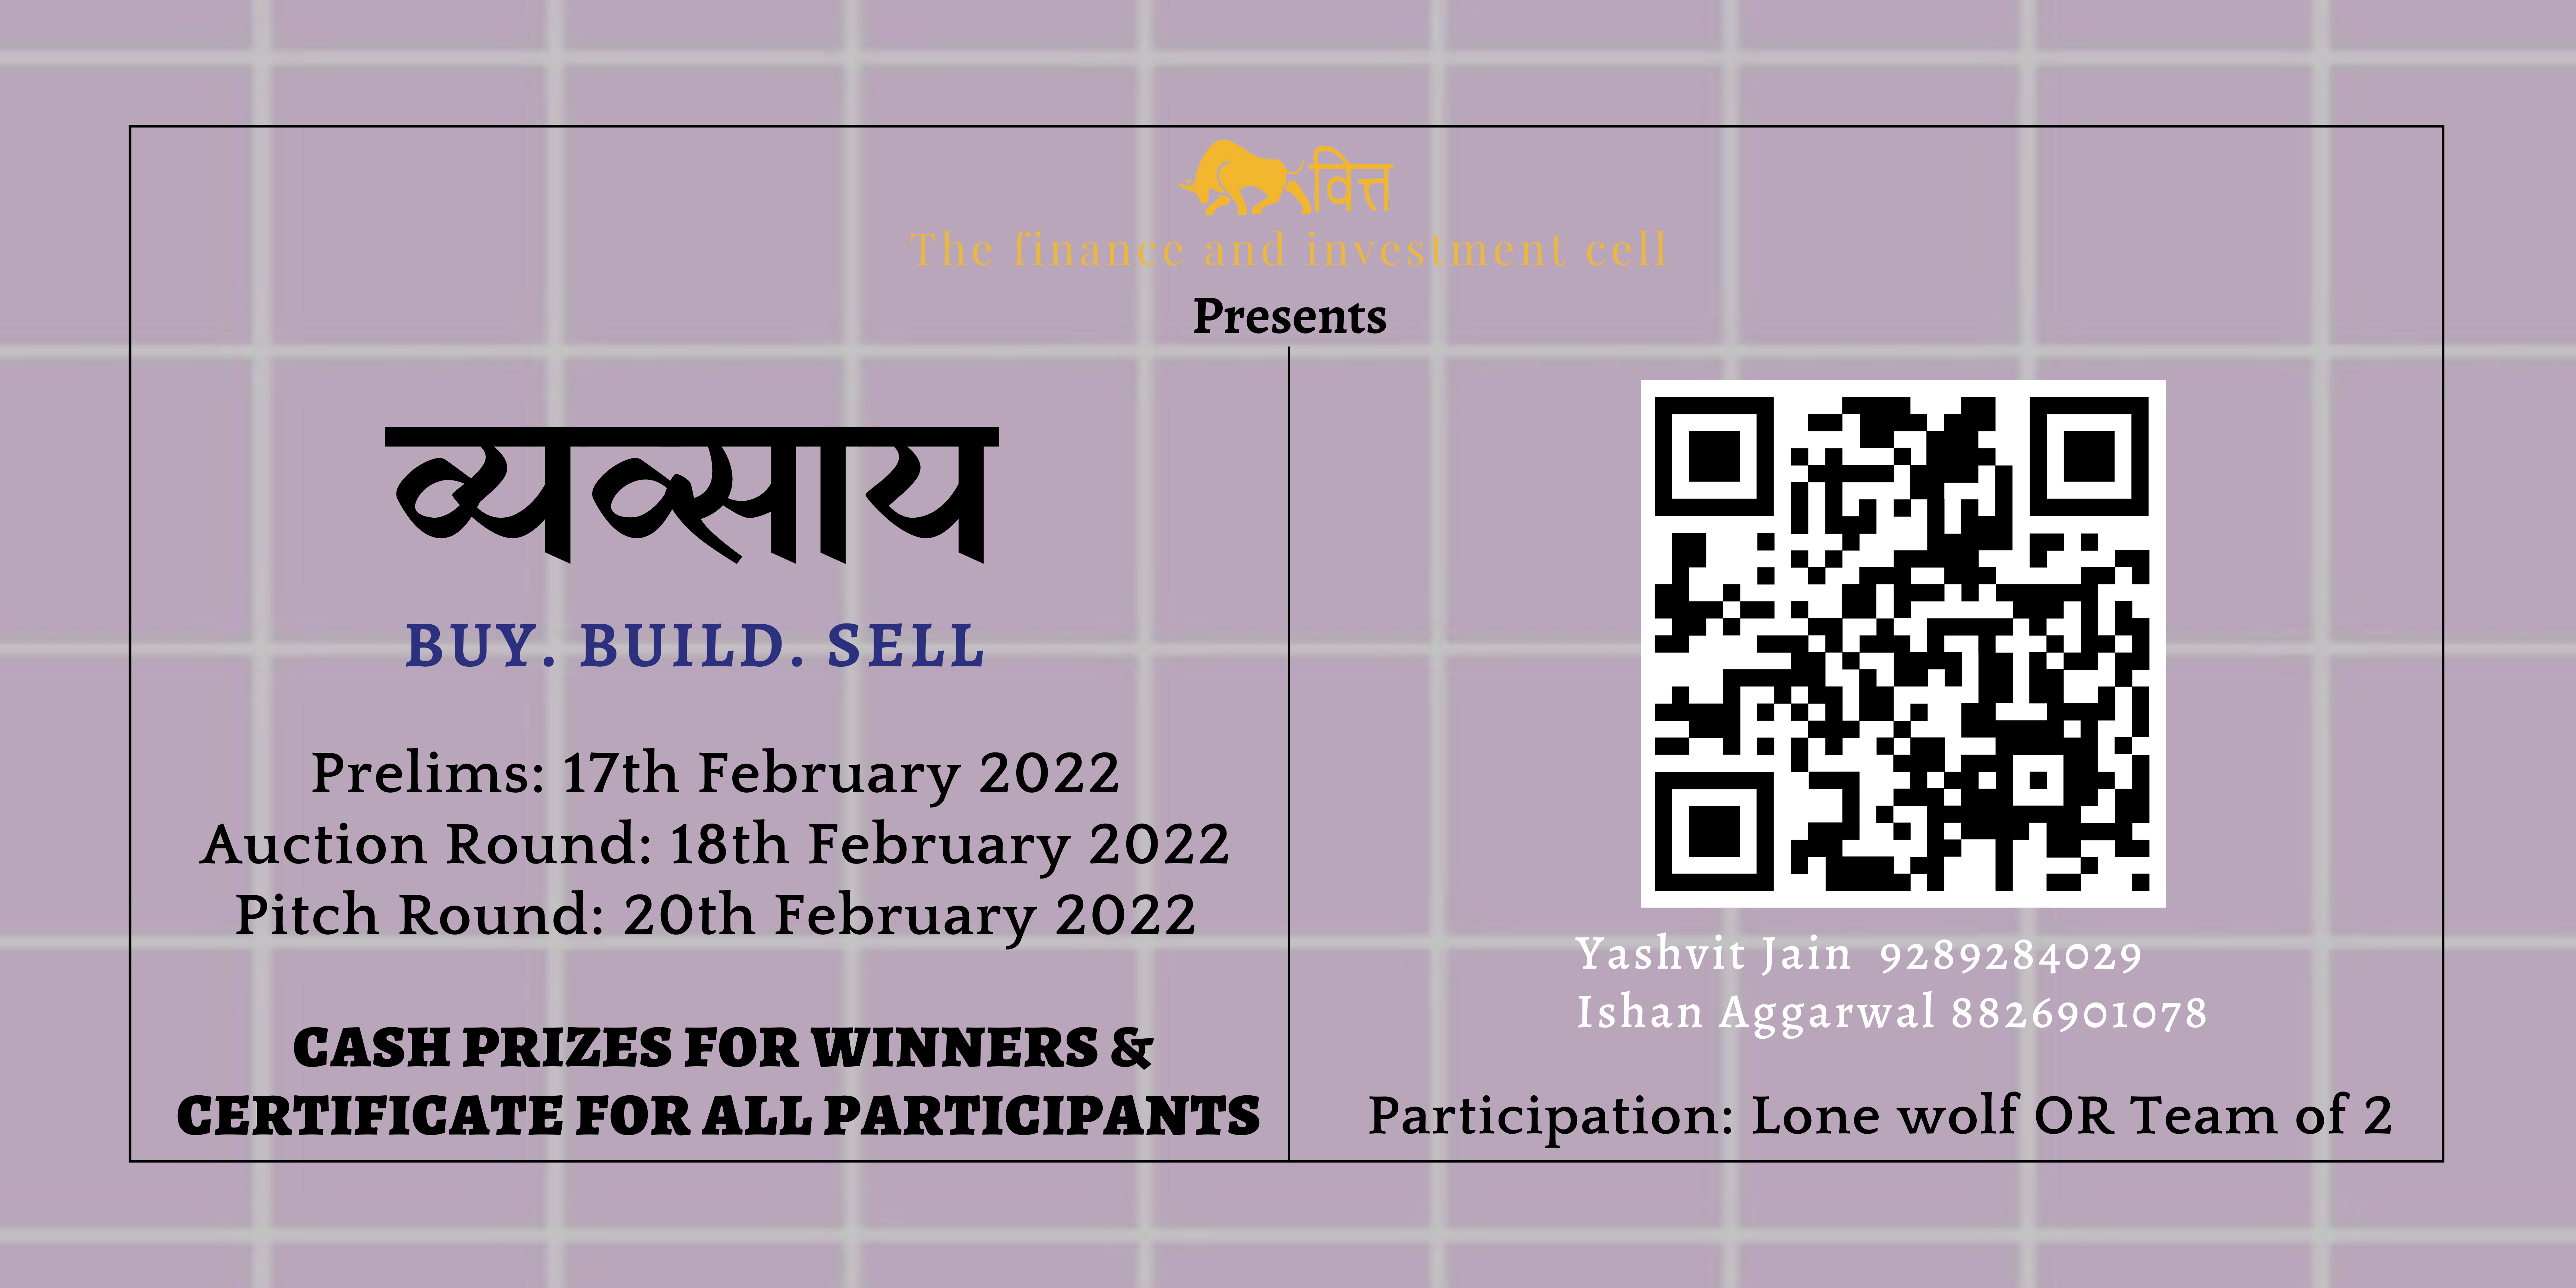 वित्त
The finance and investment cell
Presents
व्यव्साय
BUY. BUILD. SELL
Prelims: 17th February 2022
Auction Round: 18th February 2022
Pitch Round: 20th February 2022
CASH PRIZES FOR WINNERS &
CERTIFICATE FOR ALL PARTICIPANTS
Yashvit Jain 9289284029
Ishan Aggarwal 8826901078
Participation: Lone wolf OR Team of 2